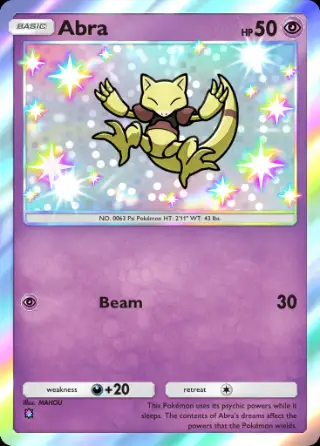 BASIC
Abra
HP 50
NO. 0063 Psi Pokémon HT: 2'11" WT: 43 lbs.
Beam 30
weakness +20
retreat
Illus. MAHOU
This Pokémon uses its psychic powers while it
sleeps. The contents of Abra's dreams affect the
powers that the Pokémon wields.